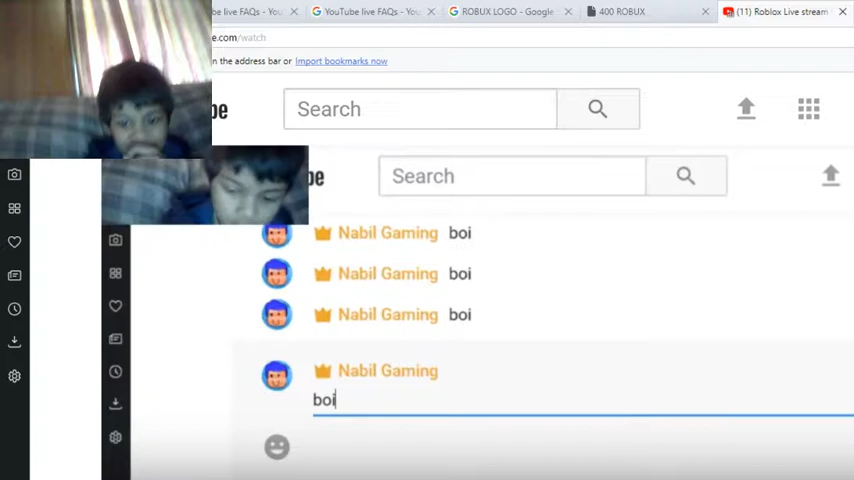 be live FAQs - You
YouTube live FAQs - You
ROBUX LOGO - Google
400 ROBUX
(11) Roblox Live stream
e.com/watch
n the address bar or Import bookmarks now
be
Search
be
Search
Nabil Gaming boi
Nabil Gaming boi
Nabil Gaming boi
Nabil Gaming
boi